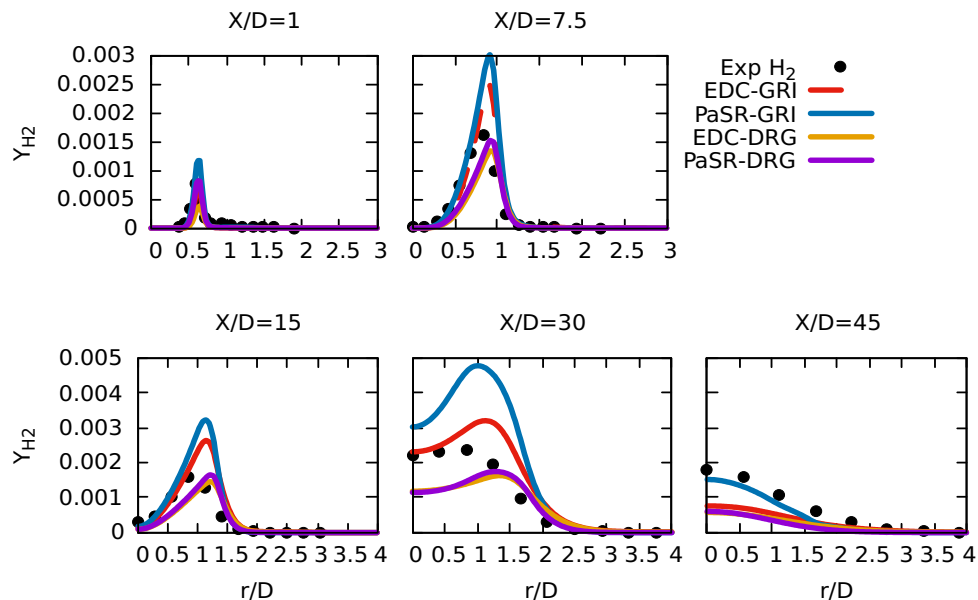 X/D=1
X/D=7.5
Y_H2
0.003
0.0025
0.002
0.0015
0.001
0.0005
0
0 0.5 1 1.5 2 2.5 3
0 0.5 1 1.5 2 2.5 3
Exp H₂
EDC-GRI
PaSR-GRI
EDC-DRG
PaSR-DRG
X/D=15
X/D=30
X/D=45
Y_H2
0.005
0.004
0.003
0.002
0.001
0
0 0.5 1 1.5 2 2.5 3 3.5 4
0 0.5 1 1.5 2 2.5 3 3.5 4
0 0.5 1 1.5 2 2.5 3 3.5 4
r/D
r/D
r/D